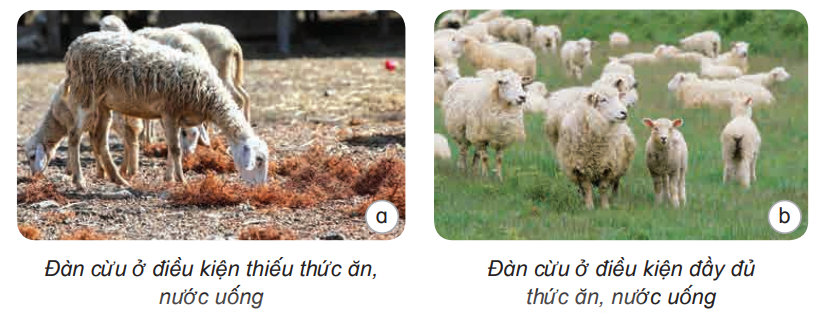 a
b
Đàn cừu ở điều kiện thiếu thức ăn,
nước uống
Đàn cừu ở điều kiện đầy đủ
thức ăn, nước uống